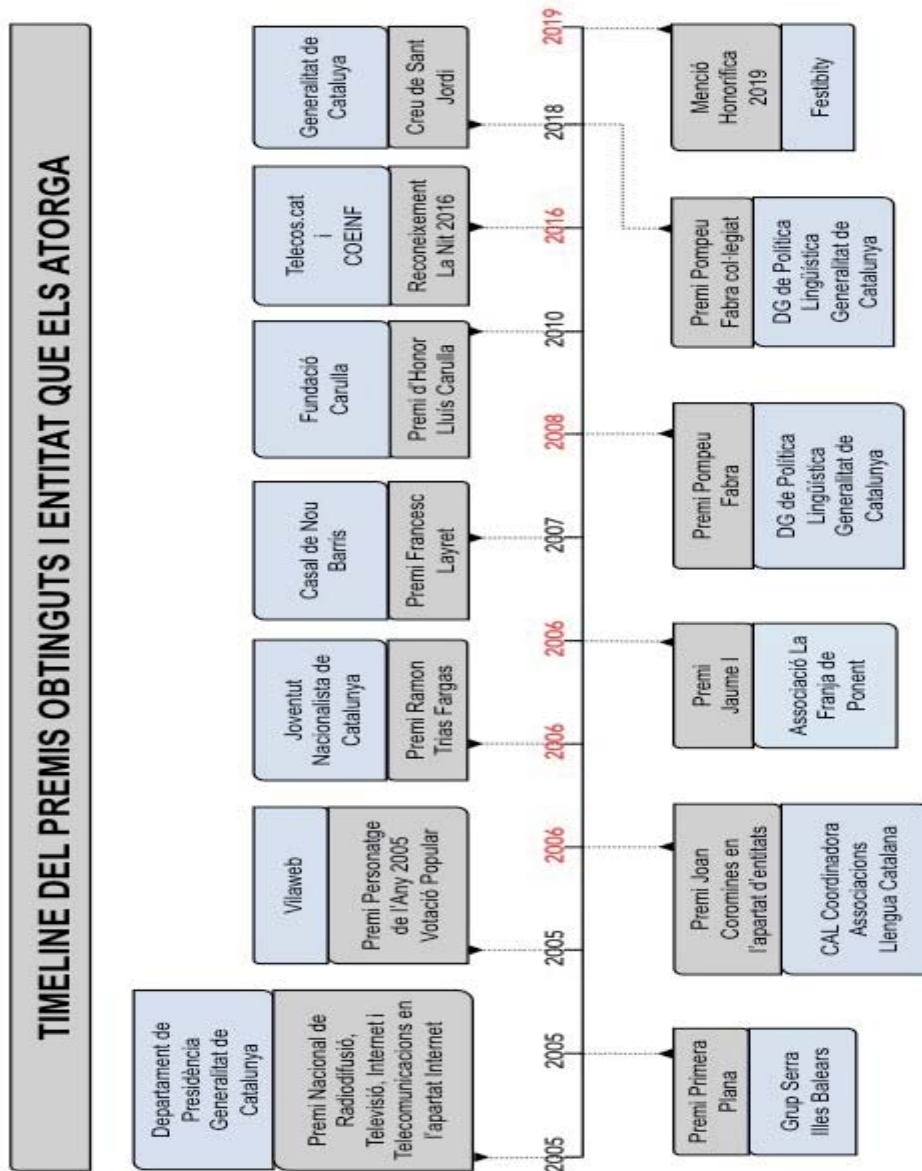 TIMELINE DEL PREMIS OBTINGUTS I ENTITAT QUE ELS ATORGA
Departament de
Presidència
Generalitat de
Catalunya
Premi Nacional de
Radiodifusió,
Televisió, Internet i
Telecomunicacions en
l'apartat Internet
Vilaweb
Premi Personatge
de l'Any 2005
Votació Popular
Joventut
Nacionalista de
Catalunya
Premi Ramon
Trias Fargas
Casal de Nou
Barris
Premi Francesc
Layret
Fundació
Carulla
Premi d'Honor
Lluís Carulla
Telecos.cat
i
COEINF
Reconeixement
La Nit 2016
Generalitat de
Cataluya
Creu de Sant
Jordi
2005
2005
2005
2006
2006
2006
2007
2008
2010
2016
2018
2019
Premi Primera
Plana
Grup Serra
Illes Balears
Premi Joan
Coromines en
l'apartat d'entitats
CAL Coordinadora
Associacions
Llengua Catalana
Premi
Jaume I
Associació La
Franja de
Ponent
Premi Pompeu
Fabra
DG de Política
Lingüística
Generalitat de
Catalunya
Premi Pompeu
Fabra col·legiat
DG de Política
Lingüística
Generalitat de
Catalunya
Menció
Honorífica
2019
Festibity